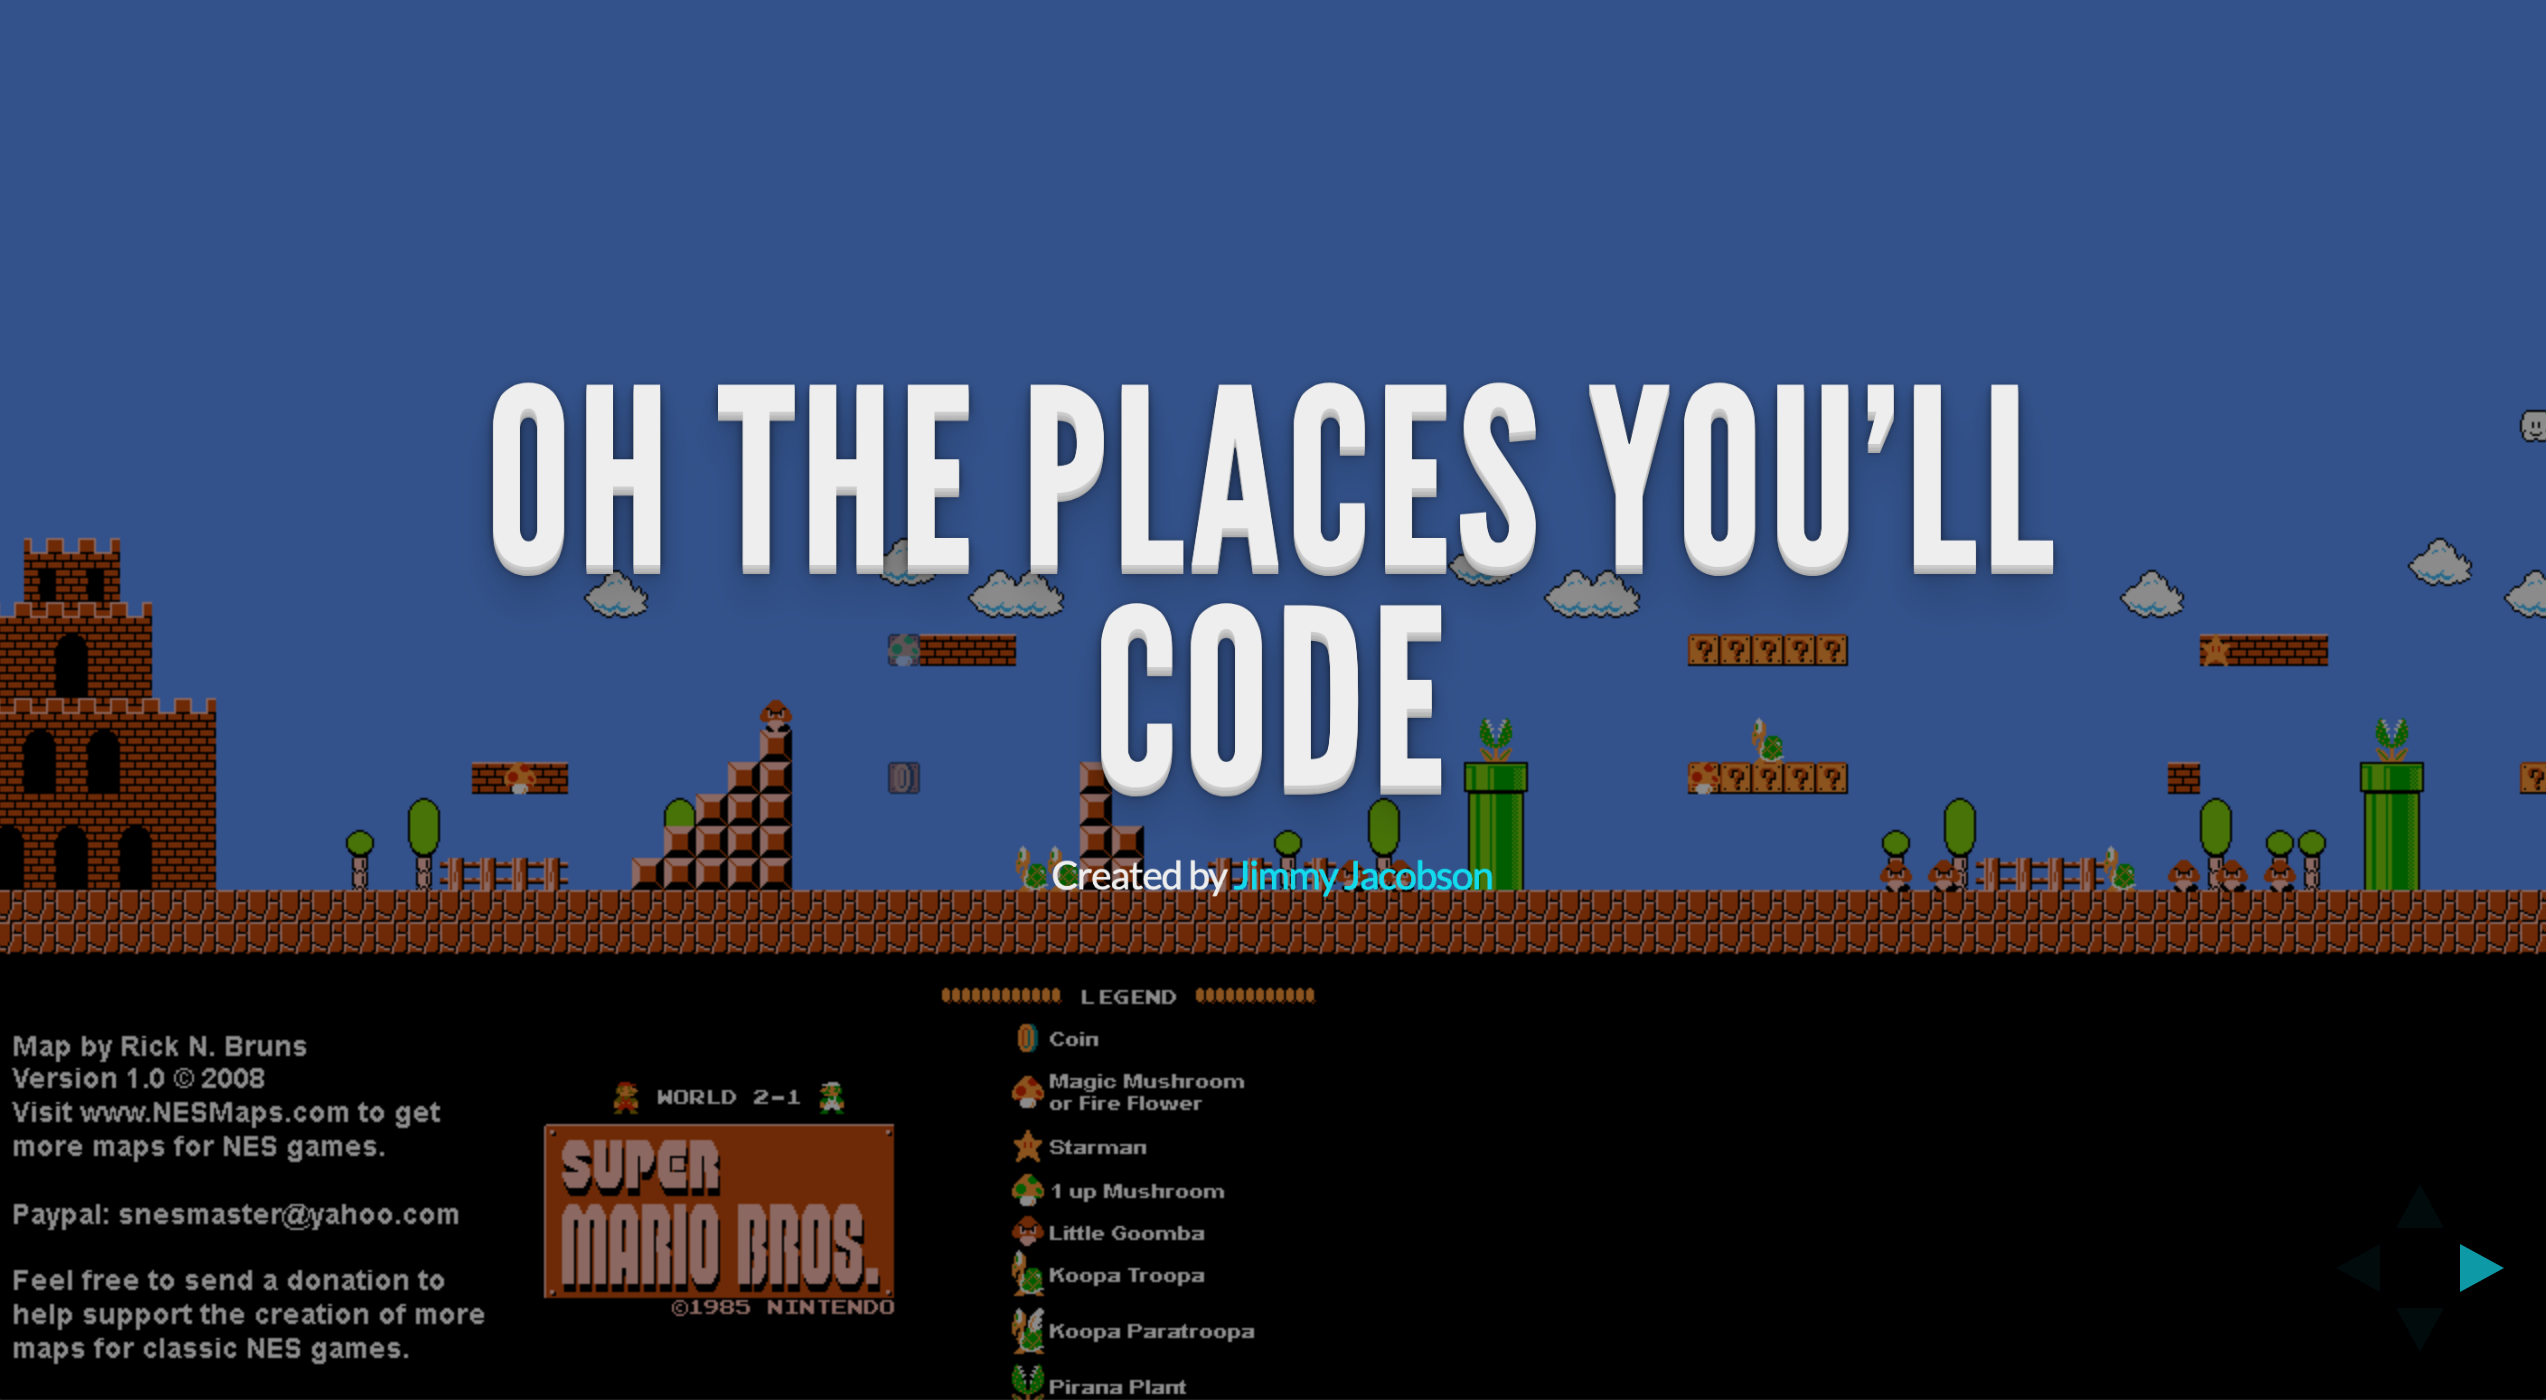 OH THE PLACES YOU’LL
CODE
Created by Jimmy Jacobson
Map by Rick N. Bruns
Version 1.0 © 2008
Visit www.NESMaps.com to get
more maps for NES games.
Paypal: snesmaster@yahoo.com
Feel free to send a donation to
help support the creation of more
maps for classic NES games.
WORLD 2-1
SUPER
MARIO BROS.
©1985 NINTENDO
LEGEND
Coin
Magic Mushroom
or Fire Flower
Starman
1 up Mushroom
Little Goomba
Koopa Troopa
Koopa Paratroopa
Pirana Plant
? ? ? ? ?
? ? ? ?
?